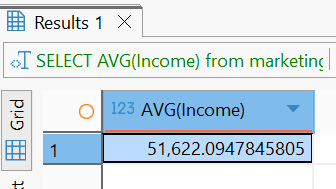 Results 1
SELECT AVG(Income) from marketing
Grid
123 AVG(Income)
1 51,622.0947845805